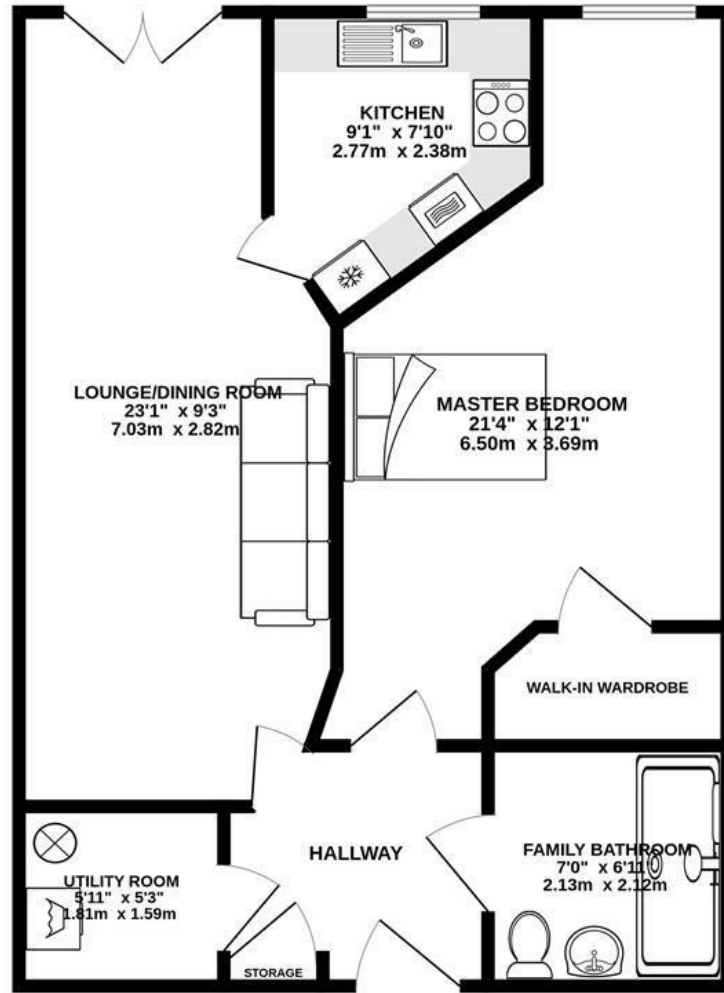 KITCHEN
9'1" x 7'10"
2.77m x 2.38m
LOUNGE/DINING ROOM
23'1" x 9'3"
7.03m x 2.82m
MASTER BEDROOM
21'4" x 12'1"
6.50m x 3.69m
WALK-IN WARDROBE
HALLWAY
FAMILY BATHROOM
7'0" x 6'11"
2.13m x 2.12m
UTILITY ROOM
5'11" x 5'3"
1.81m x 1.59m
STORAGE